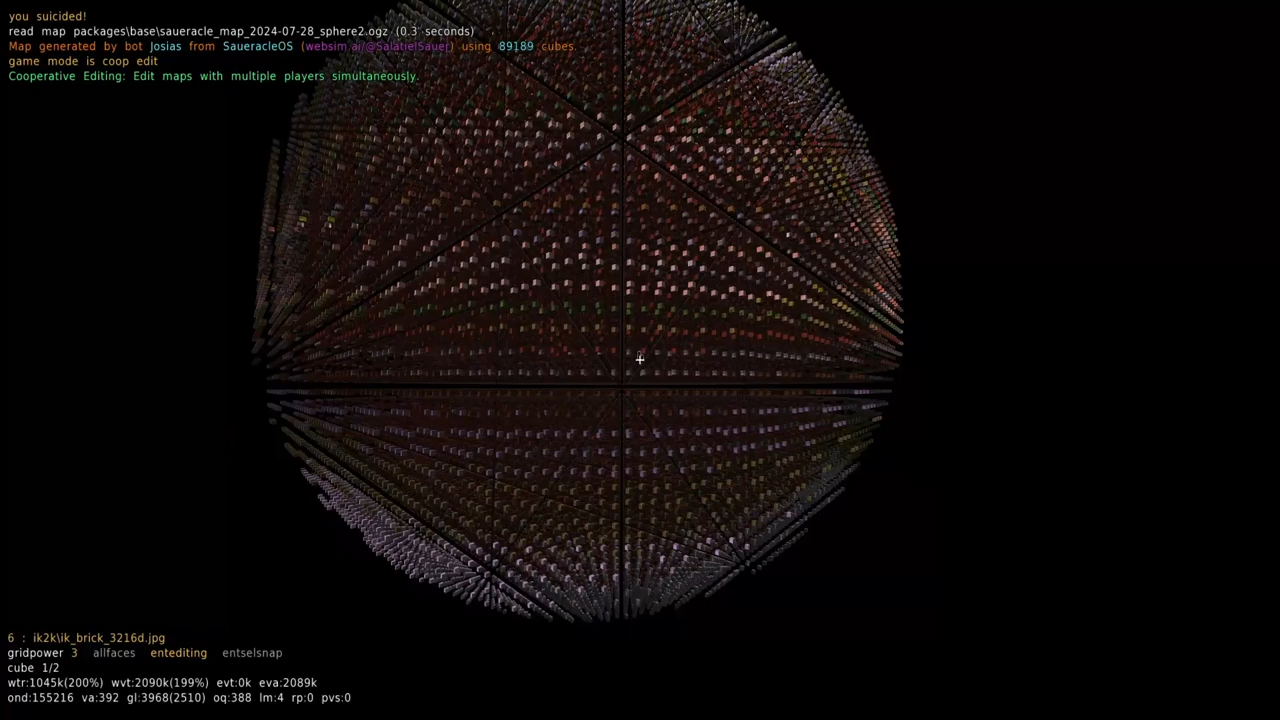 you suicided!
read map packages\base\saueracle_map_2024-07-28_sphere2.ogz (0.3 seconds)
Map generated by bot Josias from SaueracleOS (websim.ai/@SalatielSauer) using 89189 cubes.
game mode is coop edit
Cooperative Editing: Edit maps with multiple players simultaneously.
6 : ik2k\ik_brick_3216d.jpg
gridpower 3 allfaces entediting entselsnap
cube 1/2
wtr:1045k(200%) wvt:2090k(199%) evt:0k eva:2089k
ond:155216 va:392 gl:3968(2510) oq:388 lm:4 rp:0 pvs:0